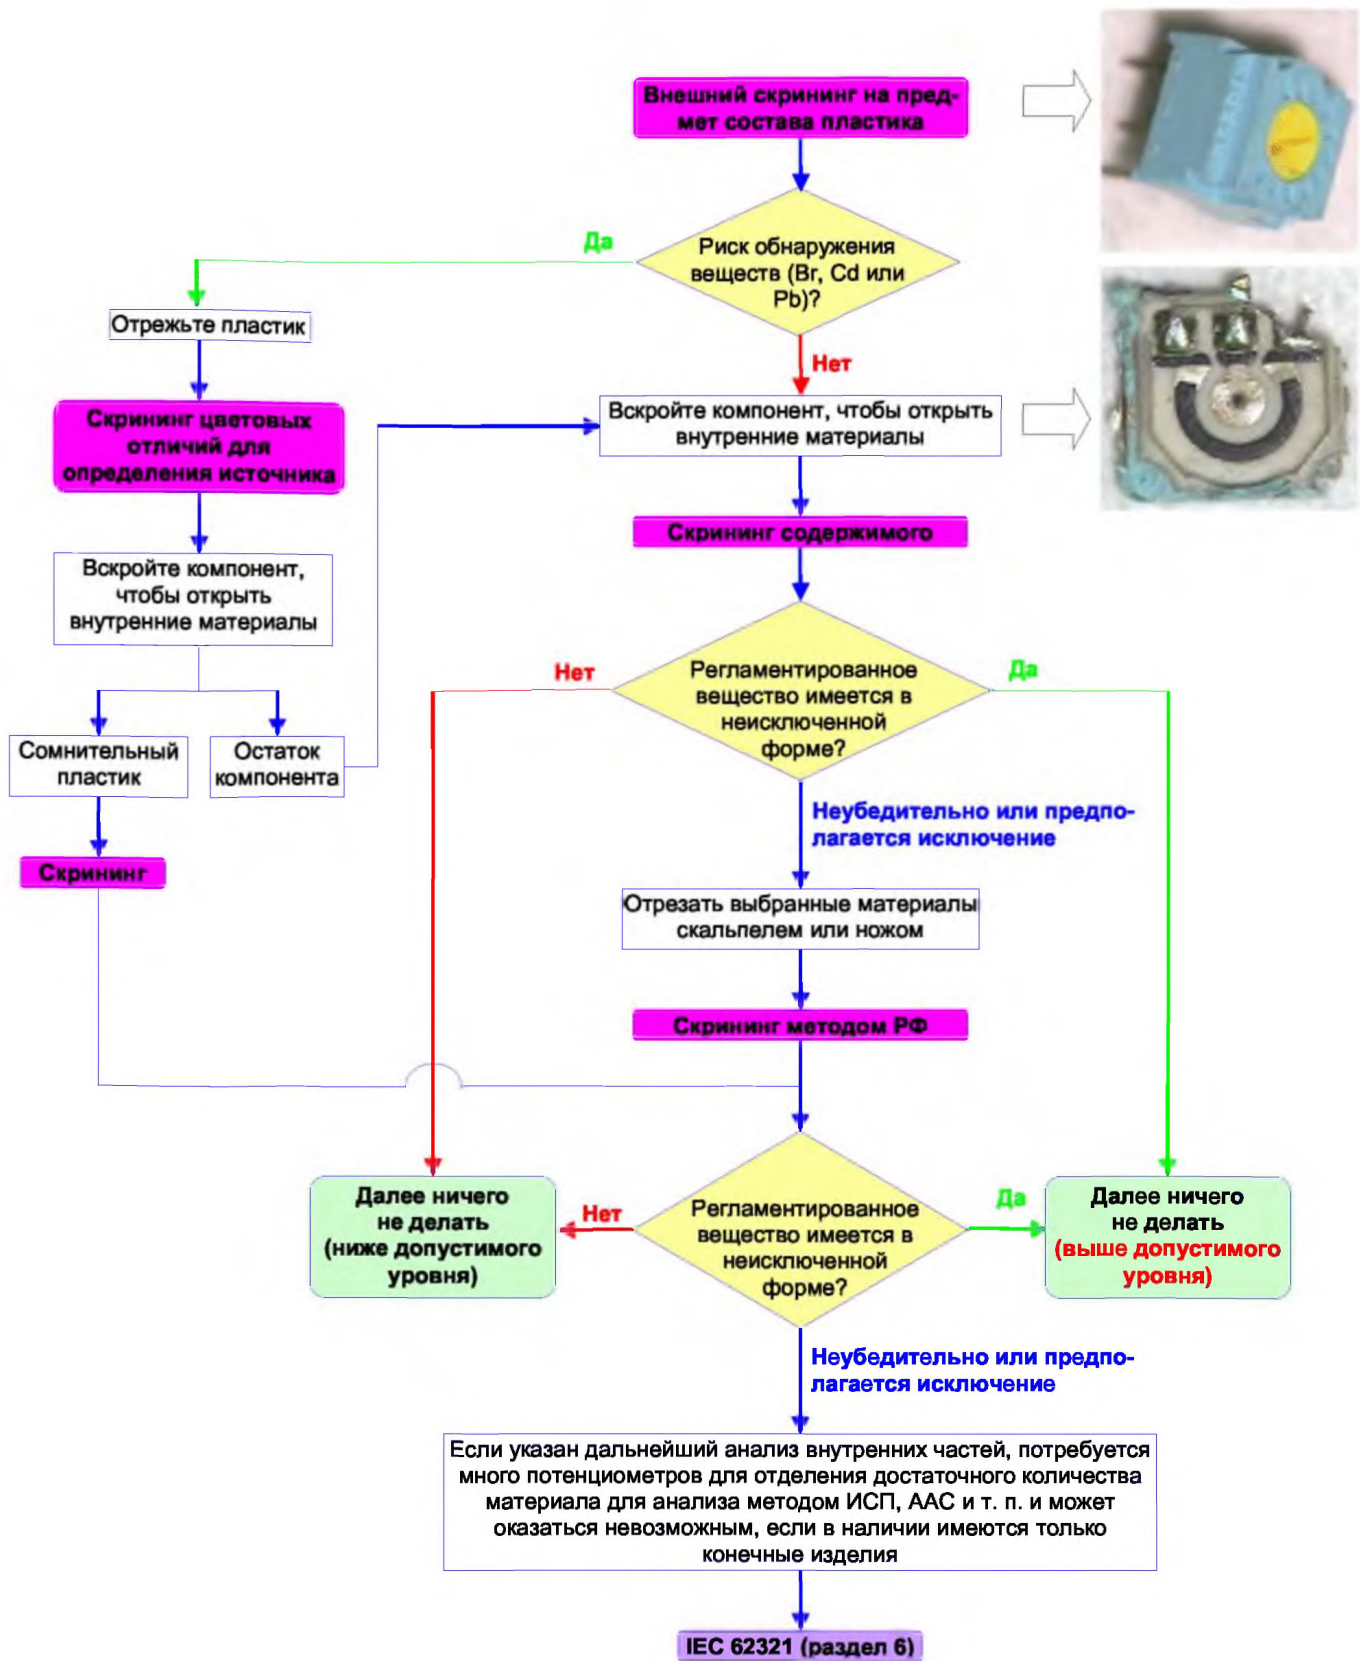 Внешний скрининг на пред-
мет состава пластика
Да
Риск обнаружения
веществ (Br, Cd или
Pb)?
Отрежьте пластик
Нет
Скрининг цветовых
отличий для
определения источника
Вскройте компонент, чтобы открыть
внутренние материалы
Скрининг содержимого
Вскройте компонент,
чтобы открыть
внутренние материалы
Нет
Регламентированное
вещество имеется в
неисключенной
форме?
Да
Сомнительный
пластик
Остаток
компонента
Неубедительно или предпо-
лагается исключение
Скрининг
Отрезать выбранные материалы
скальпелем или ножом
Скрининг методом РФ
Далее ничего
не делать
(ниже допустимого
уровня)
Нет
Регламентированное
вещество имеется в
неисключенной
форме?
Да
Далее ничего
не делать
(выше допустимого
уровня)
Неубедительно или предпо-
лагается исключение
Если указан дальнейший анализ внутренних частей, потребуется
много потенциометров для отделения достаточного количества
материала для анализа методом ИСП, ААС и т. п. и может
оказаться невозможным, если в наличии имеются только
конечные изделия
IEC 62321 (раздел 6)